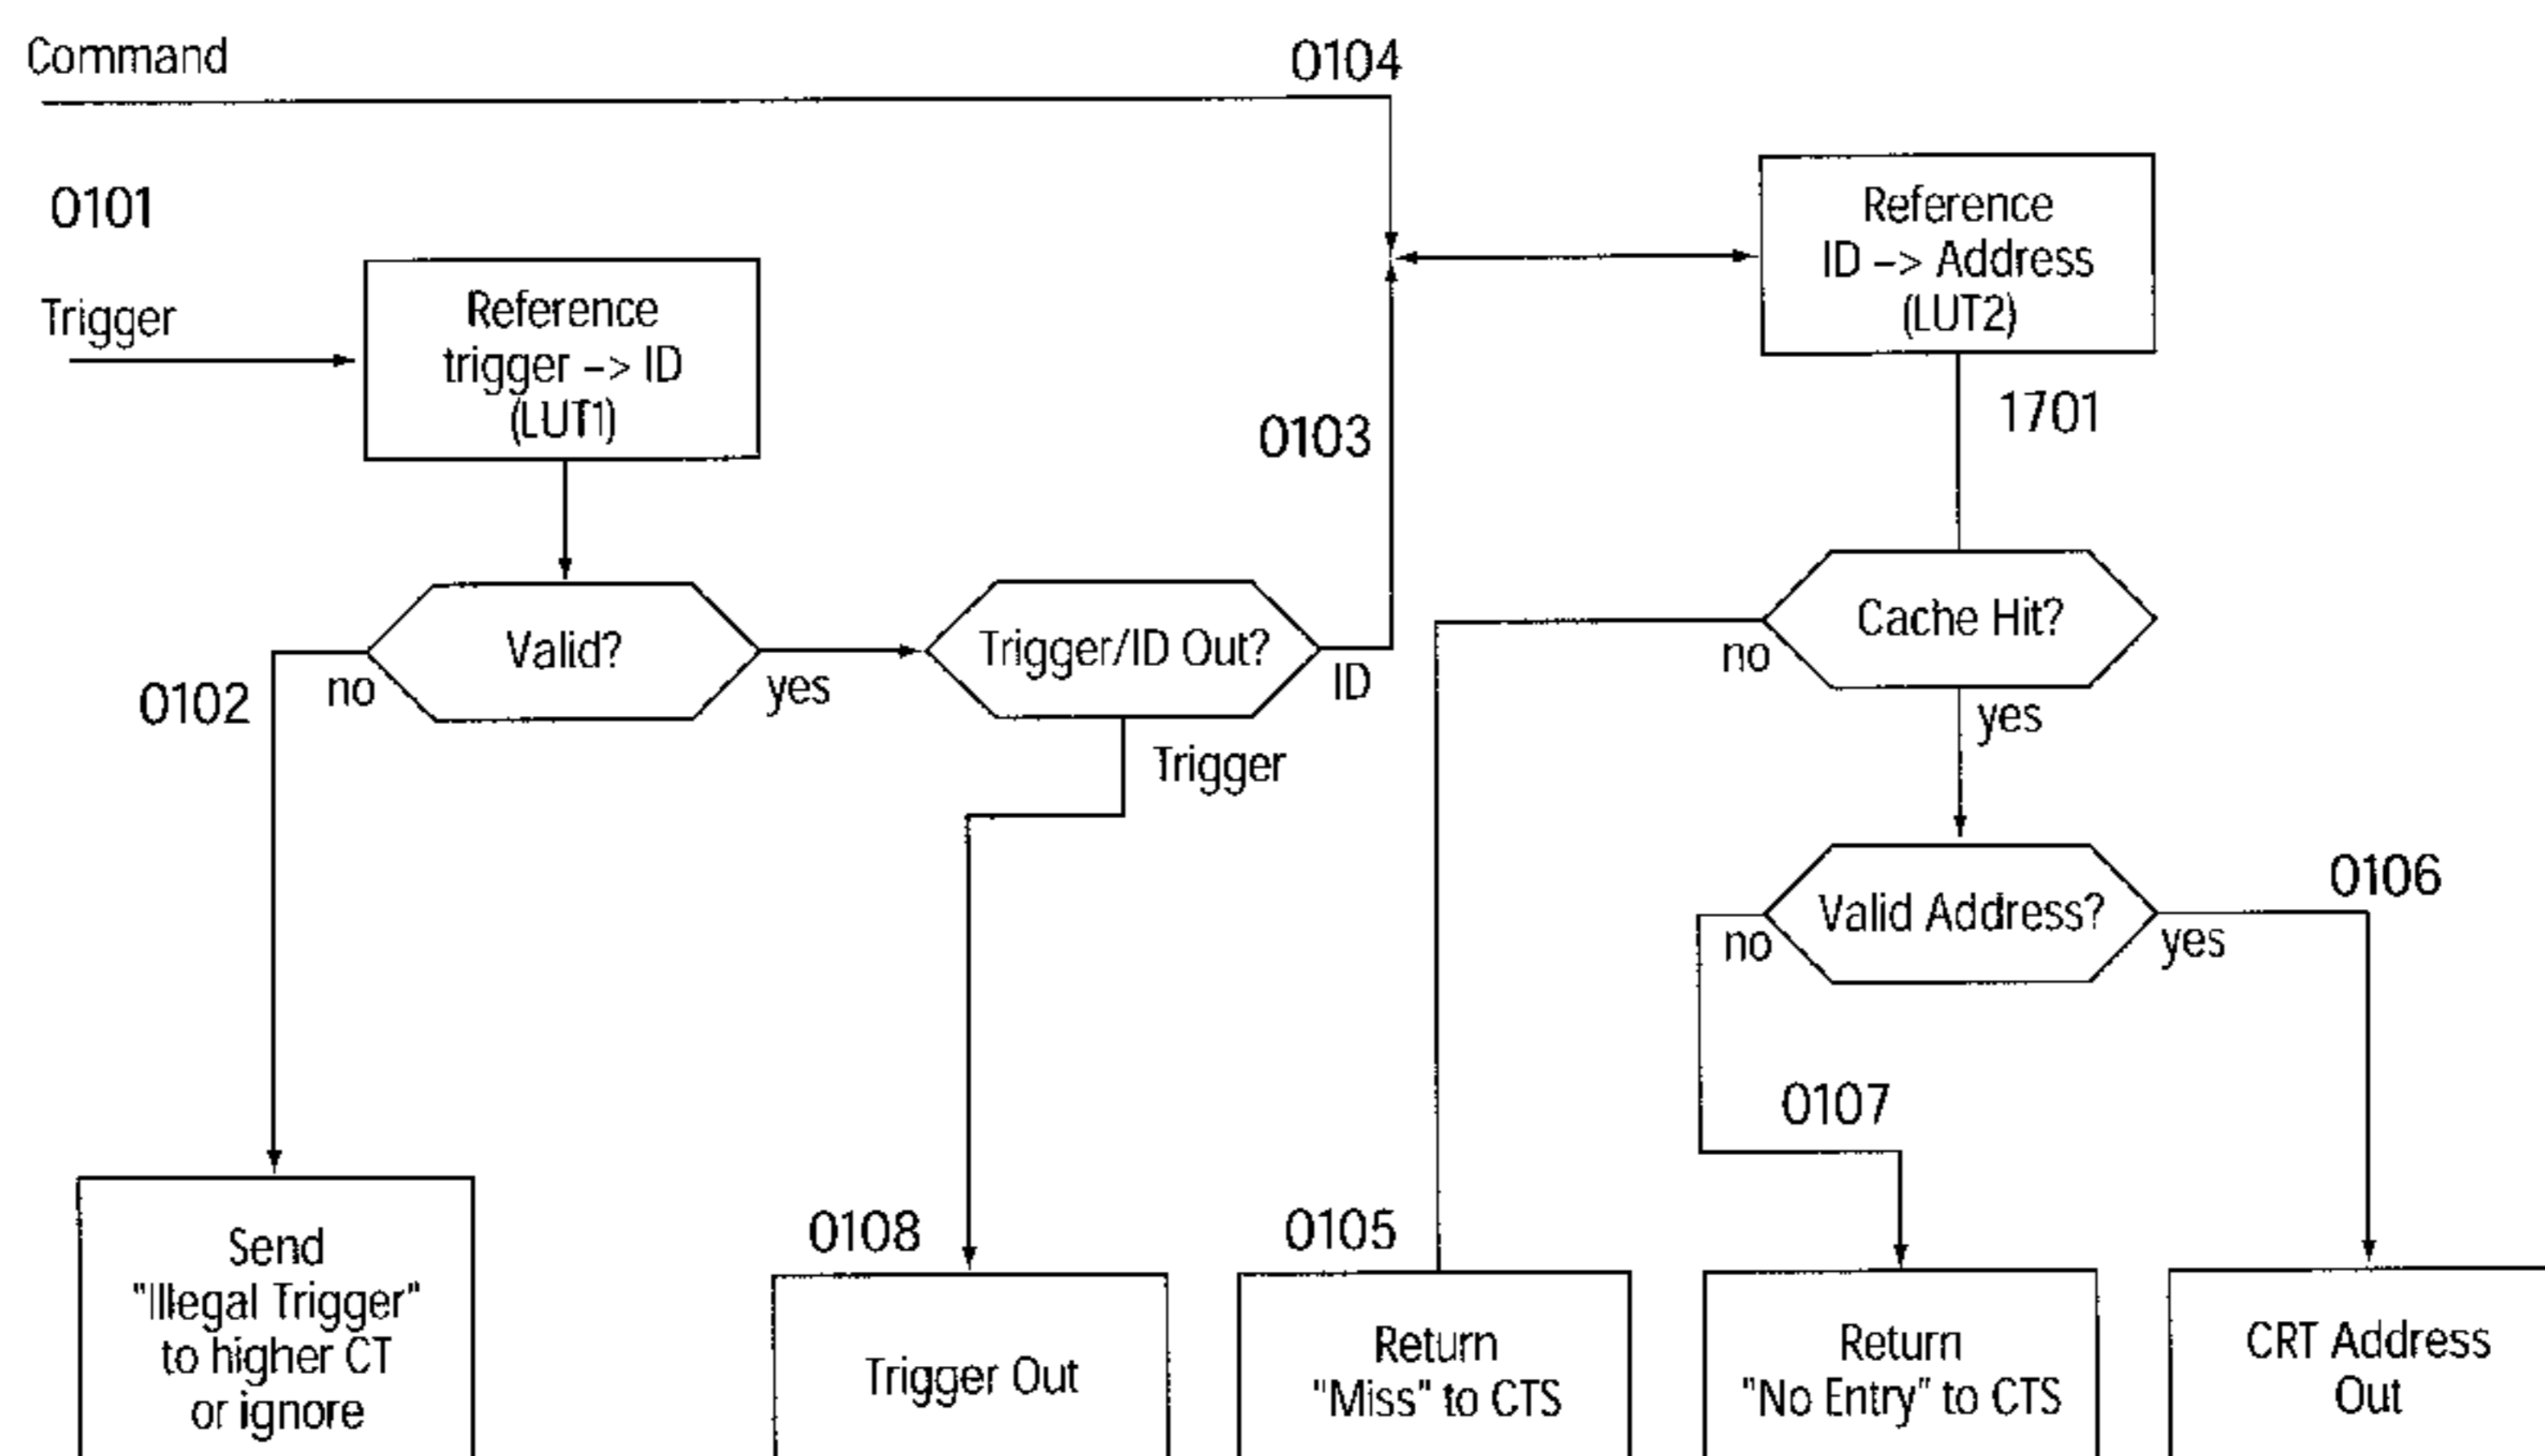 Command
0104
0101
Trigger
Reference
trigger –> ID
(LUT1)
Reference
ID –> Address
(LUT2)
0103
1701
Valid?
no
yes
0102
Trigger/ID Out?
ID
Trigger
Cache Hit?
no
yes
Valid Address?
no
yes
0106
0107
0108
0105
Send
"Illegal Trigger"
to higher CT
or ignore
Trigger Out
Return
"Miss" to CTS
Return
"No Entry" to CTS
CRT Address
Out